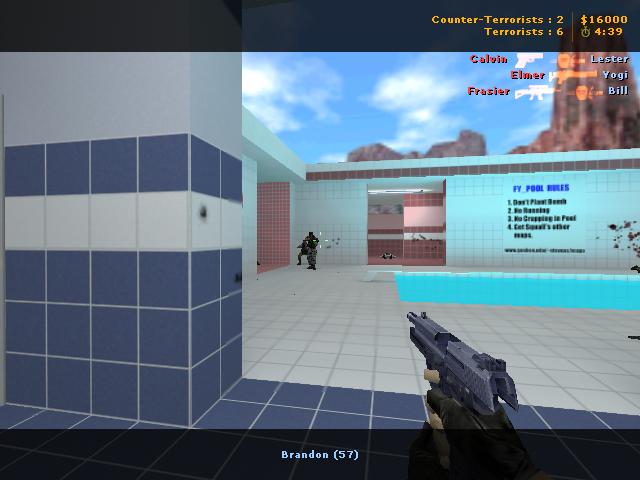 Counter-Terrorists : 2 $16000
Terrorists : 6 4:39
Calvin Lester
Elmer Yogi
Frasier Bill
FY_POOL RULES
1. Don't Plant Bomb
2. No Running
3. No Crapping in Pool
4. Get Squall's other
maps.
Brandon (57)